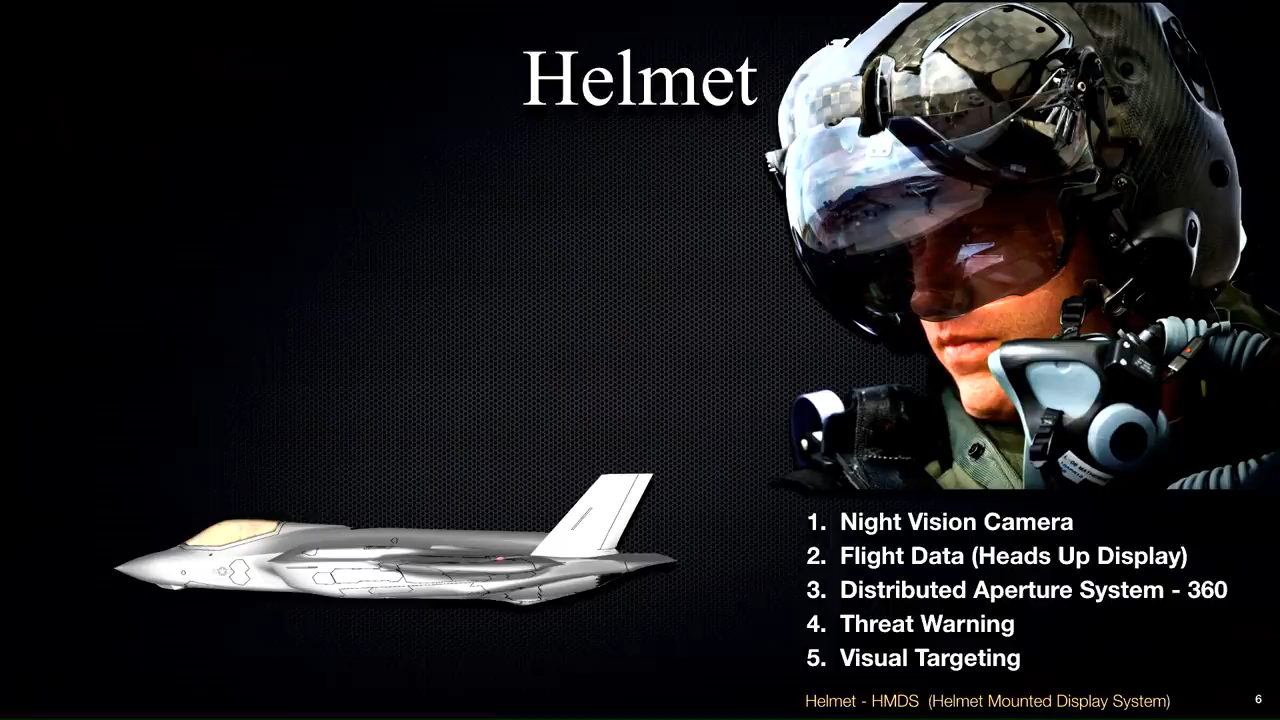 Helmet
1. Night Vision Camera
2. Flight Data (Heads Up Display)
3. Distributed Aperture System - 360
4. Threat Warning
5. Visual Targeting
Helmet - HMDS (Helmet Mounted Display System)
6